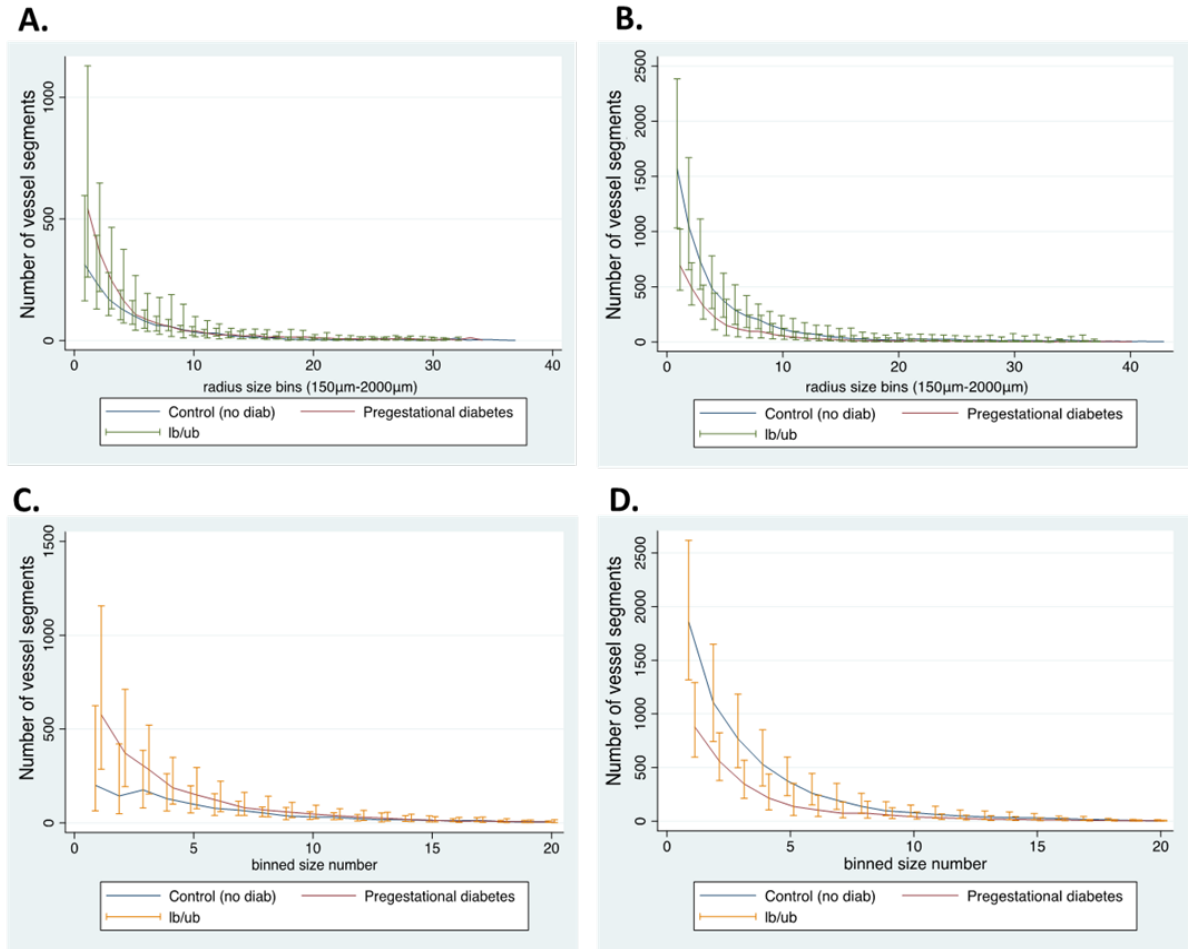 A.
Number of vessel segments
1000
500
0
0 10 20 30 40
radius size bins (150µm-2000µm)
Control (no diab) Pregestational diabetes
lb/ub
B.
Number of vessel segments
2500
2000
1500
1000
500
0
0 10 20 30 40
radius size bins (150µm-2000µm)
Control (no diab) Pregestational diabetes
lb/ub
C.
Number of vessel segments
1500
1000
500
0
0 5 10 15 20
binned size number
Control (no diab) Pregestational diabetes
lb/ub
D.
Number of vessel segments
2500
2000
1500
1000
500
0
0 5 10 15 20
binned size number
Control (no diab) Pregestational diabetes
lb/ub